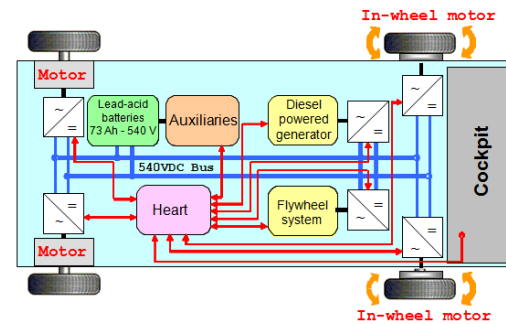 In-wheel motor
Motor
Lead-acid
batteries
73 Ah - 540 V
Auxiliaries
Diesel
powered
generator
~
=
~
=
~
=
540VDC Bus
Cockpit
Heart
Flywheel
system
~
=
~
=
~
=
Motor
In-wheel motor